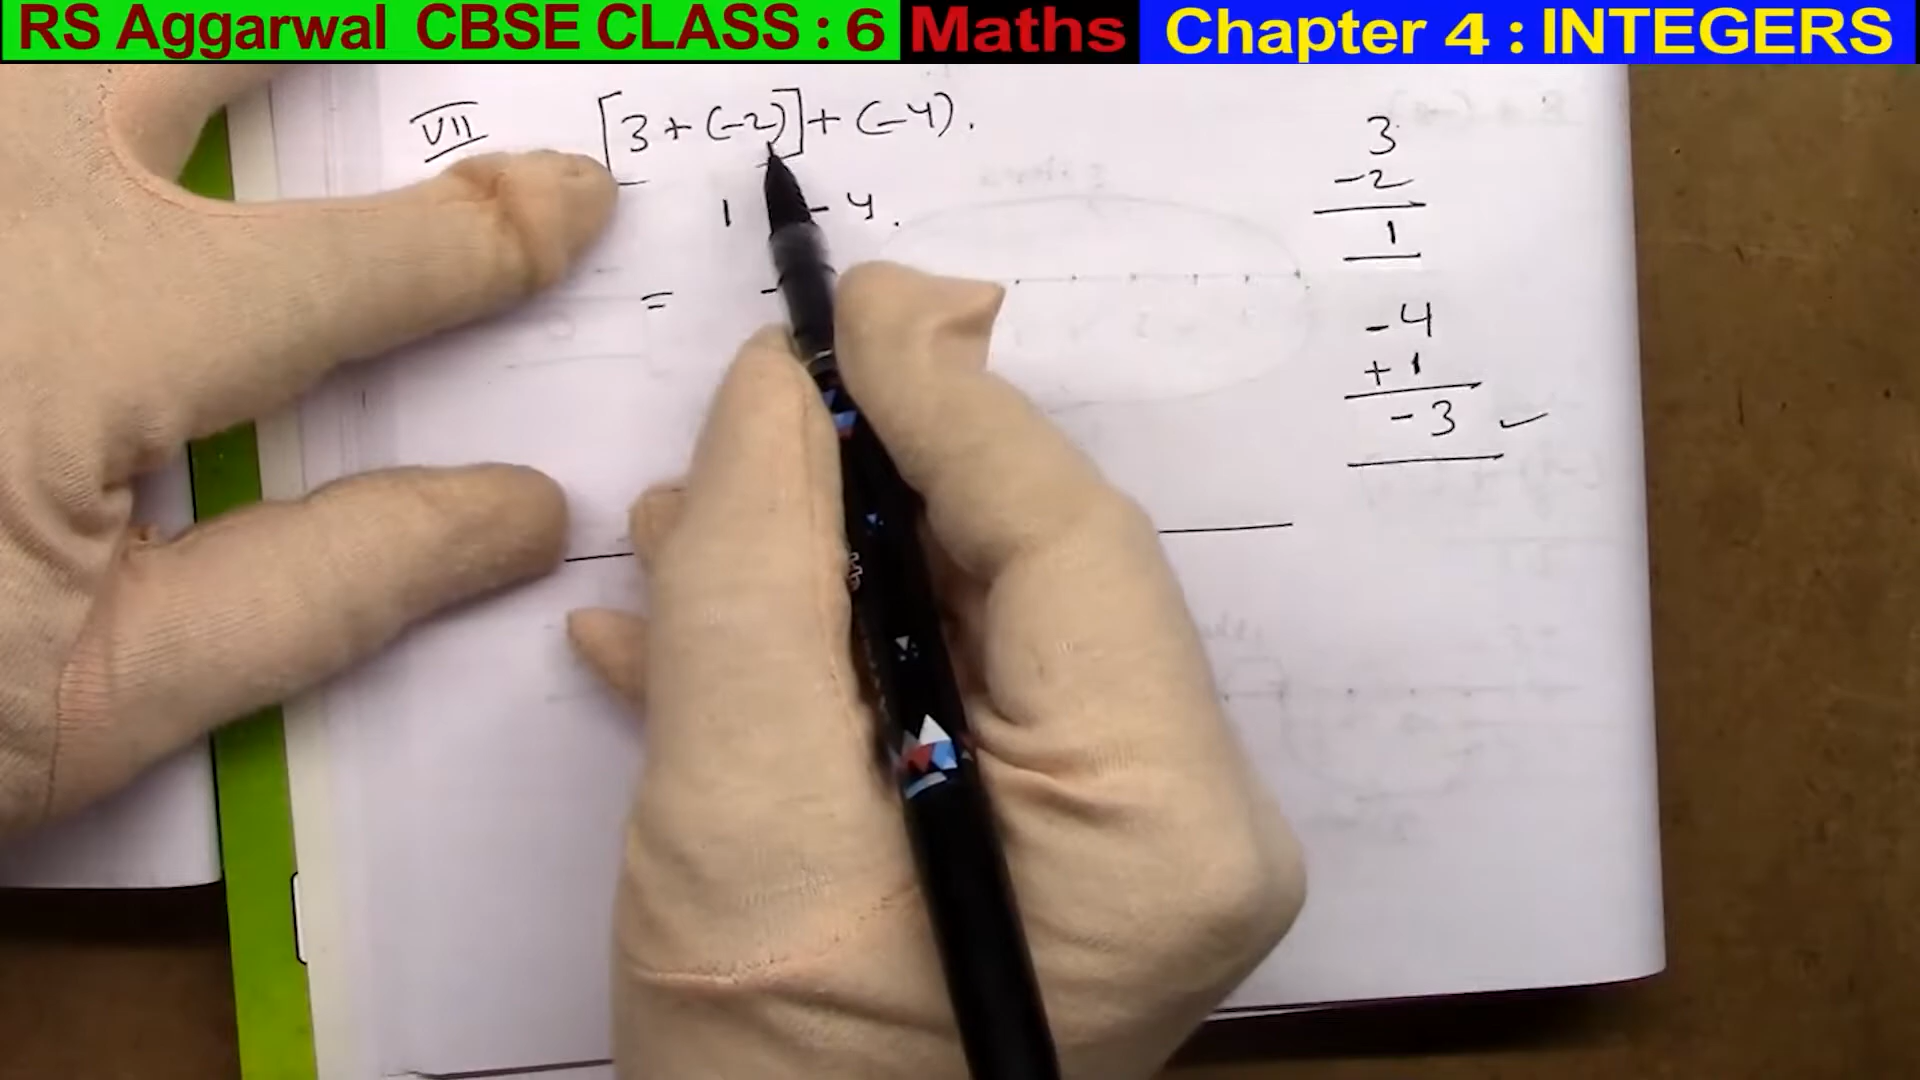 RS Aggarwal CBSE CLASS : 6 Maths Chapter 4 : INTEGERS
VII [3 + (-2)] + (-4).
1 - 4.
= -
3
-2
1
-4
+1
-3 ✓